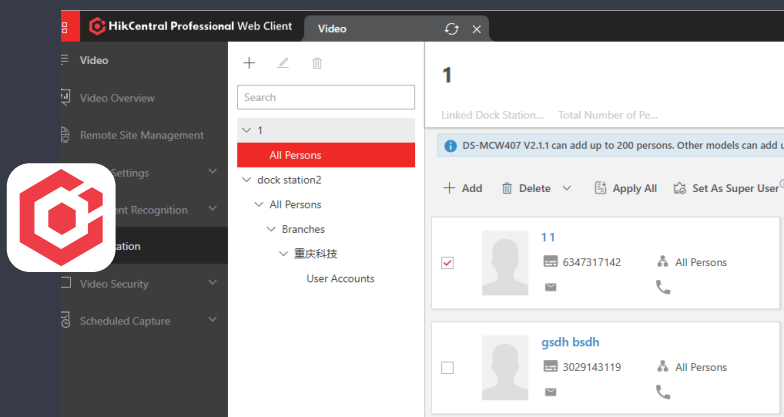 HikCentral Professional Web Client
Video
Video
Video Overview
Remote Site Management
Settings
Recognition
Video Security
Scheduled Capture
Search
1
All Persons
dock station2
All Persons
Branches
重庆科技
User Accounts
1
Linked Dock Station... Total Number of Pe...
DS-MCW407 V2.1.1 can add up to 200 persons. Other models can add
Add Delete Apply All Set As Super User
1 1
6347317142 All Persons
gsdh bsdh
3029143119 All Persons